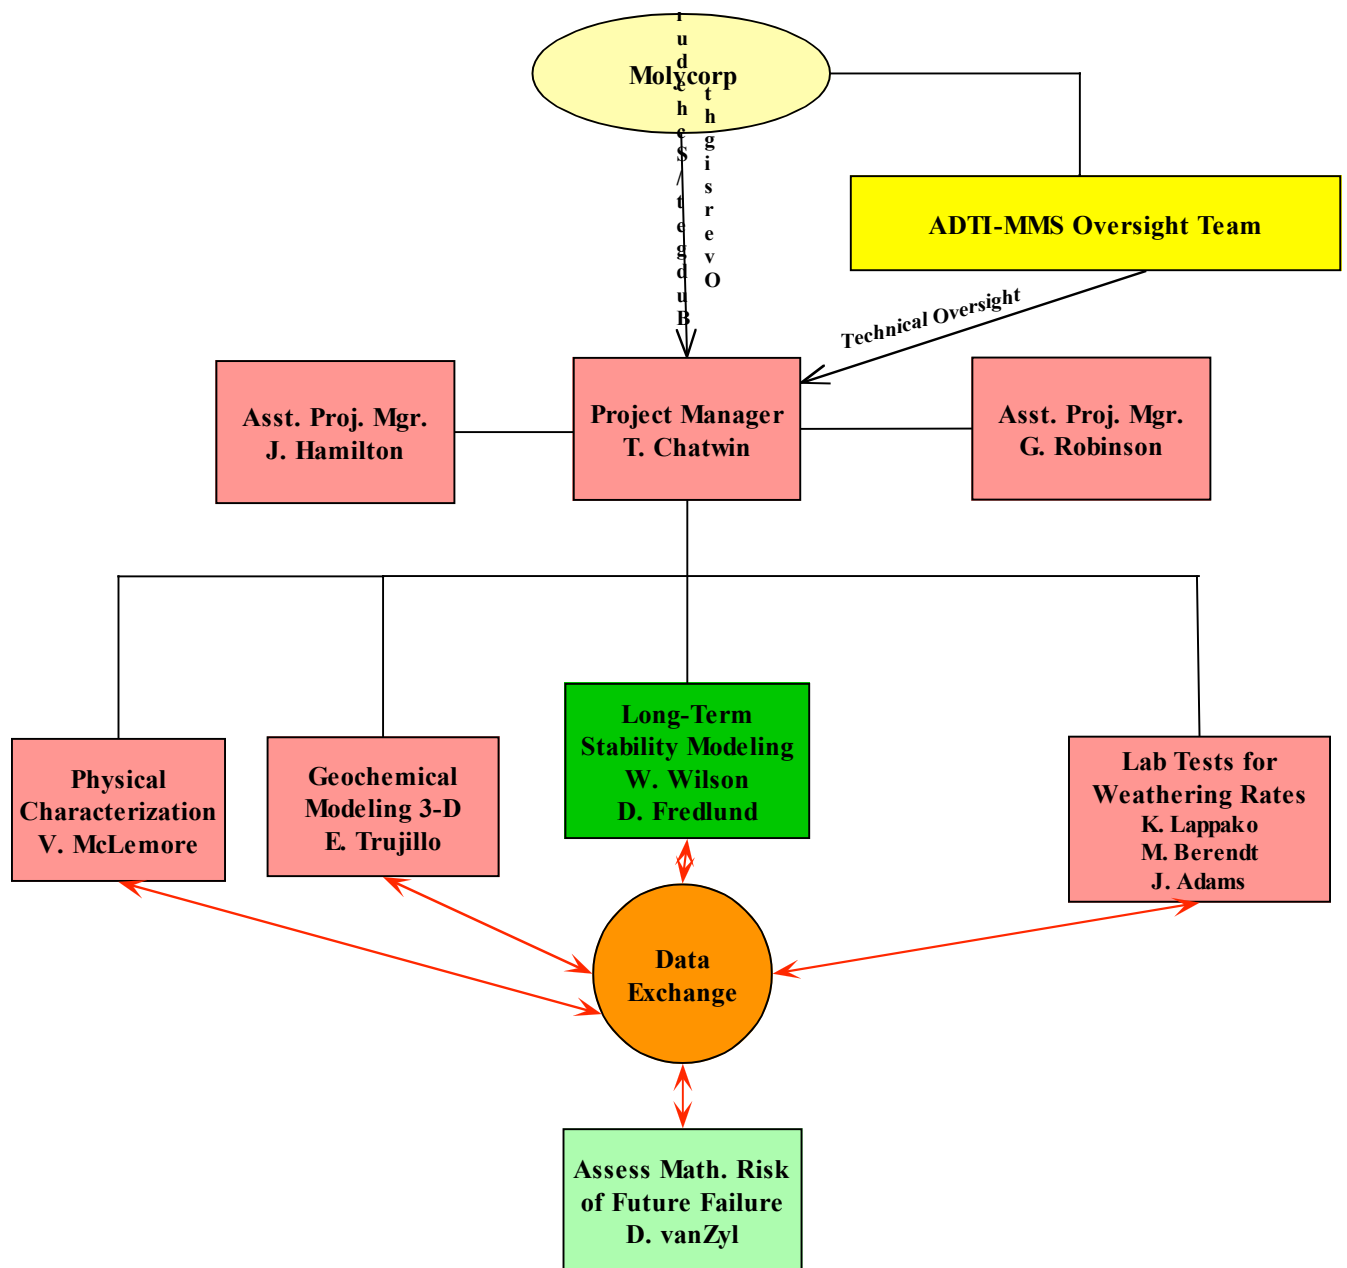 Molycorp
Budget/Schedul
Oversight
ADTI-MMS Oversight Team
Technical Oversight
Asst. Proj. Mgr.
J. Hamilton
Project Manager
T. Chatwin
Asst. Proj. Mgr.
G. Robinson
Physical
Characterization
V. McLemore
Geochemical
Modeling 3-D
E. Trujillo
Long-Term
Stability Modeling
W. Wilson
D. Fredlund
Lab Tests for
Weathering Rates
K. Lappako
M. Berendt
J. Adams
Data
Exchange
Assess Math. Risk
of Future Failure
D. vanZyl